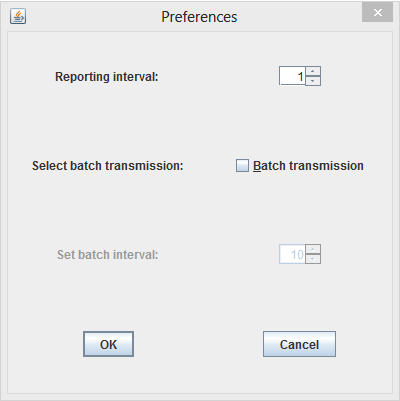 Preferences
Reporting interval: 1
Select batch transmission: Batch transmission
Set batch interval: 10
OK Cancel